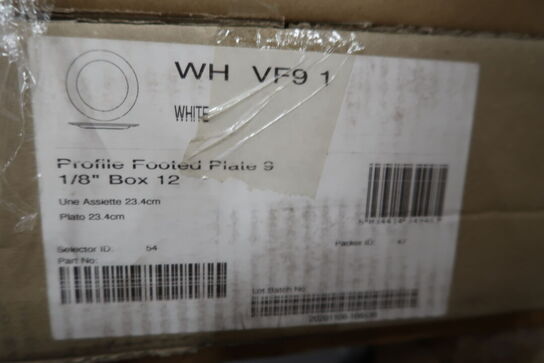 WH VF9 1
WHITE
Profile Footed Plate 9
1/8" Box 12
Une Assiette 23.4cm
Plato 23.4cm
Selector ID: 54
Packer ID: 47
Part No:
Lot Batch No